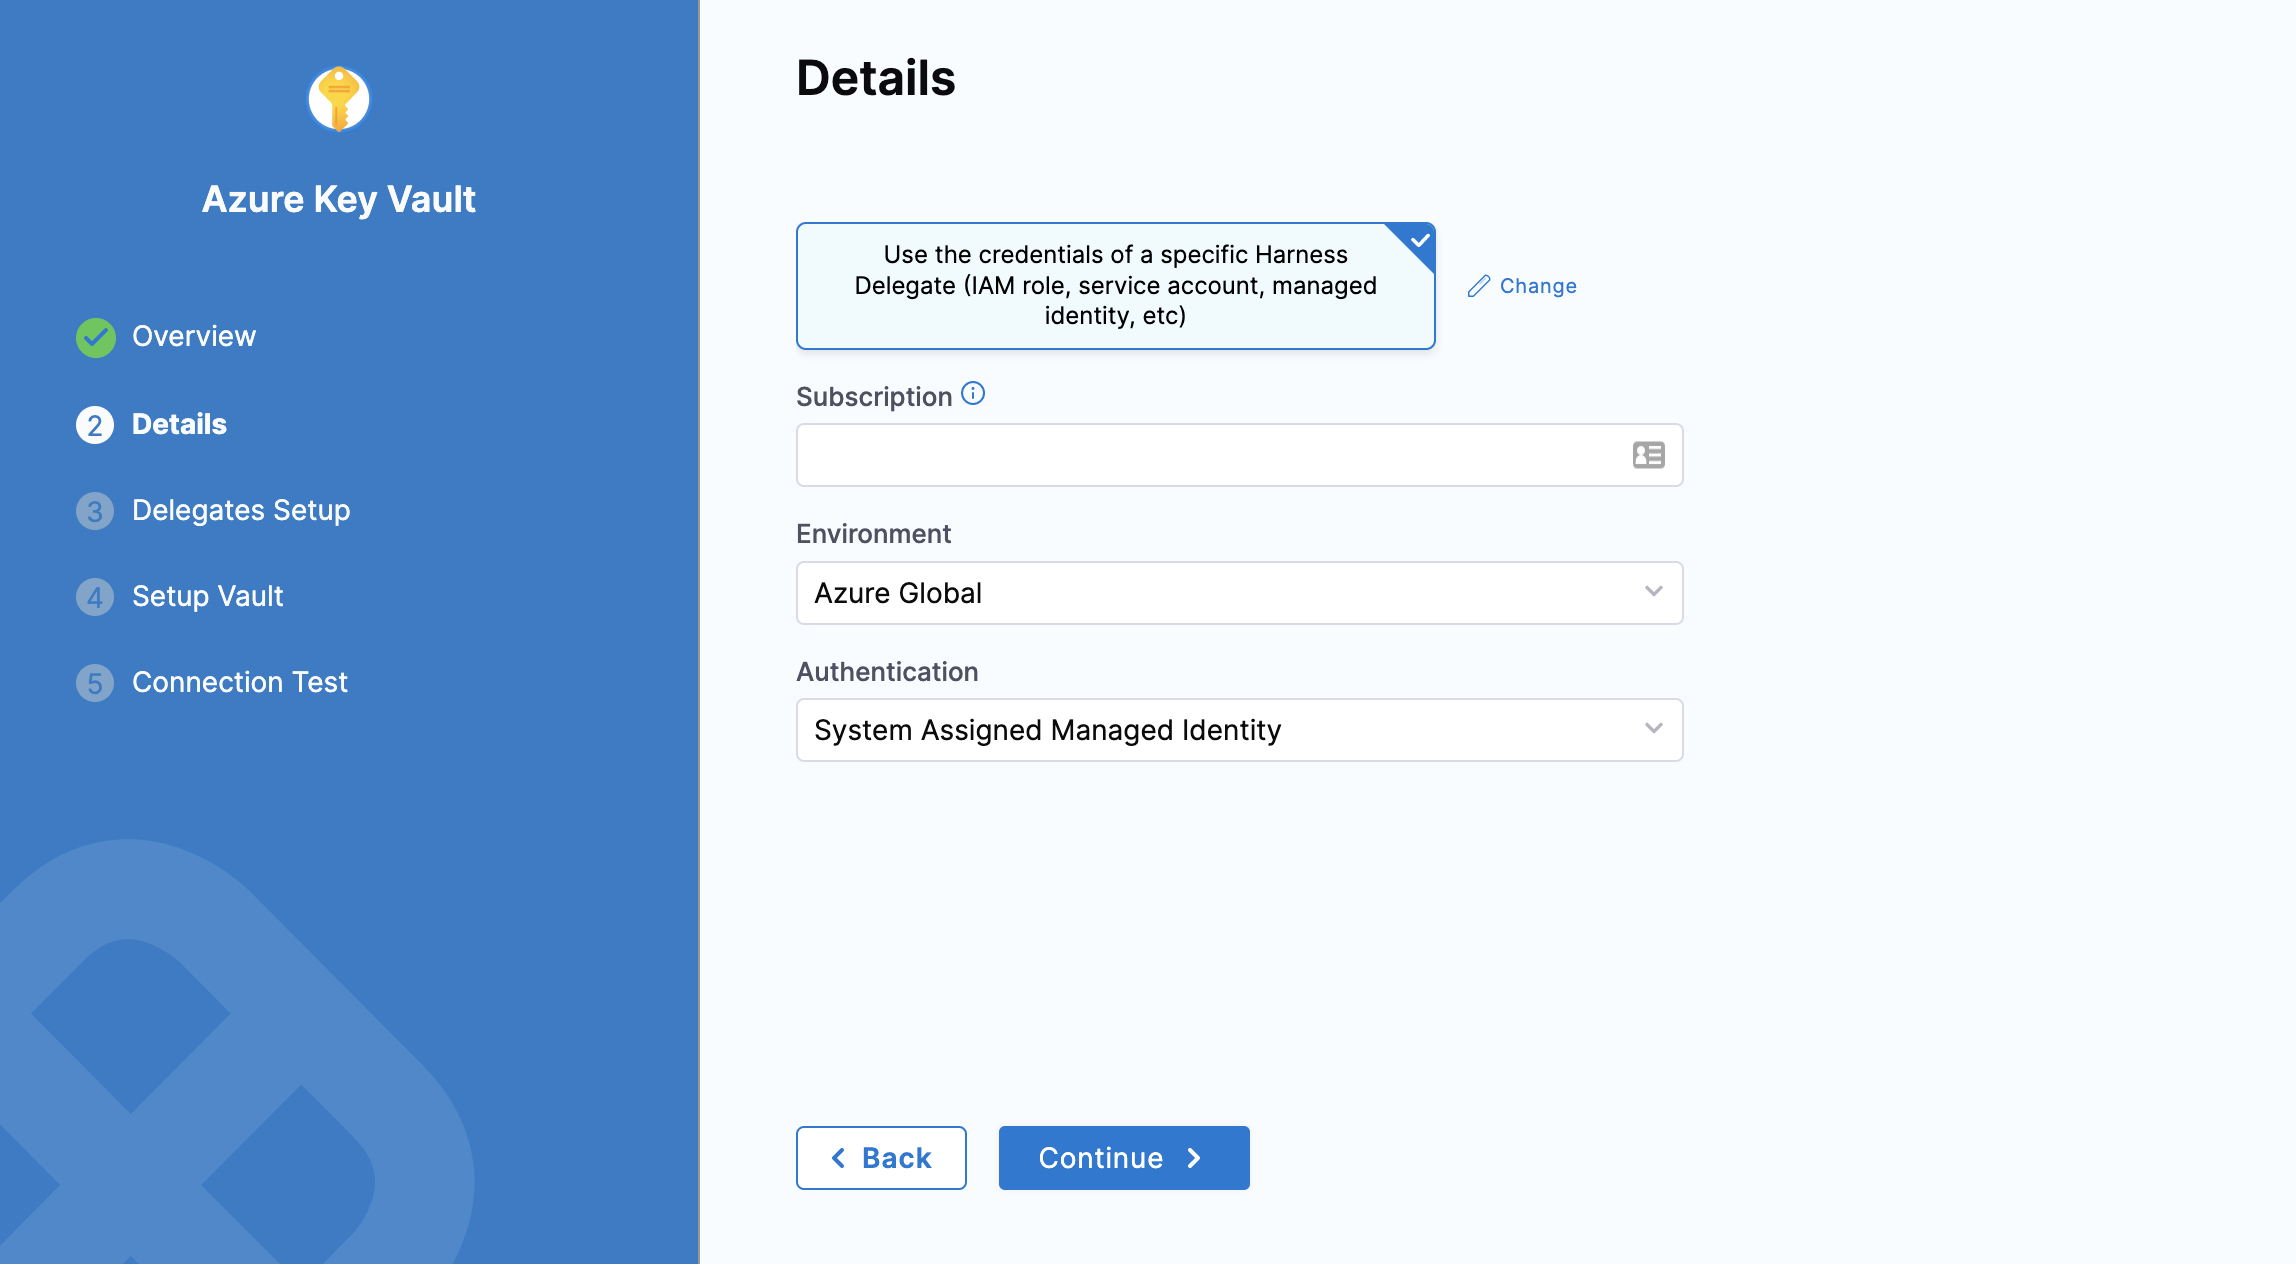 Azure Key Vault
Overview
2 Details
3 Delegates Setup
4 Setup Vault
5 Connection Test
Details
Use the credentials of a specific Harness
Delegate (IAM role, service account, managed
identity, etc)
Change
Subscription
Environment
Azure Global
Authentication
System Assigned Managed Identity
Back
Continue